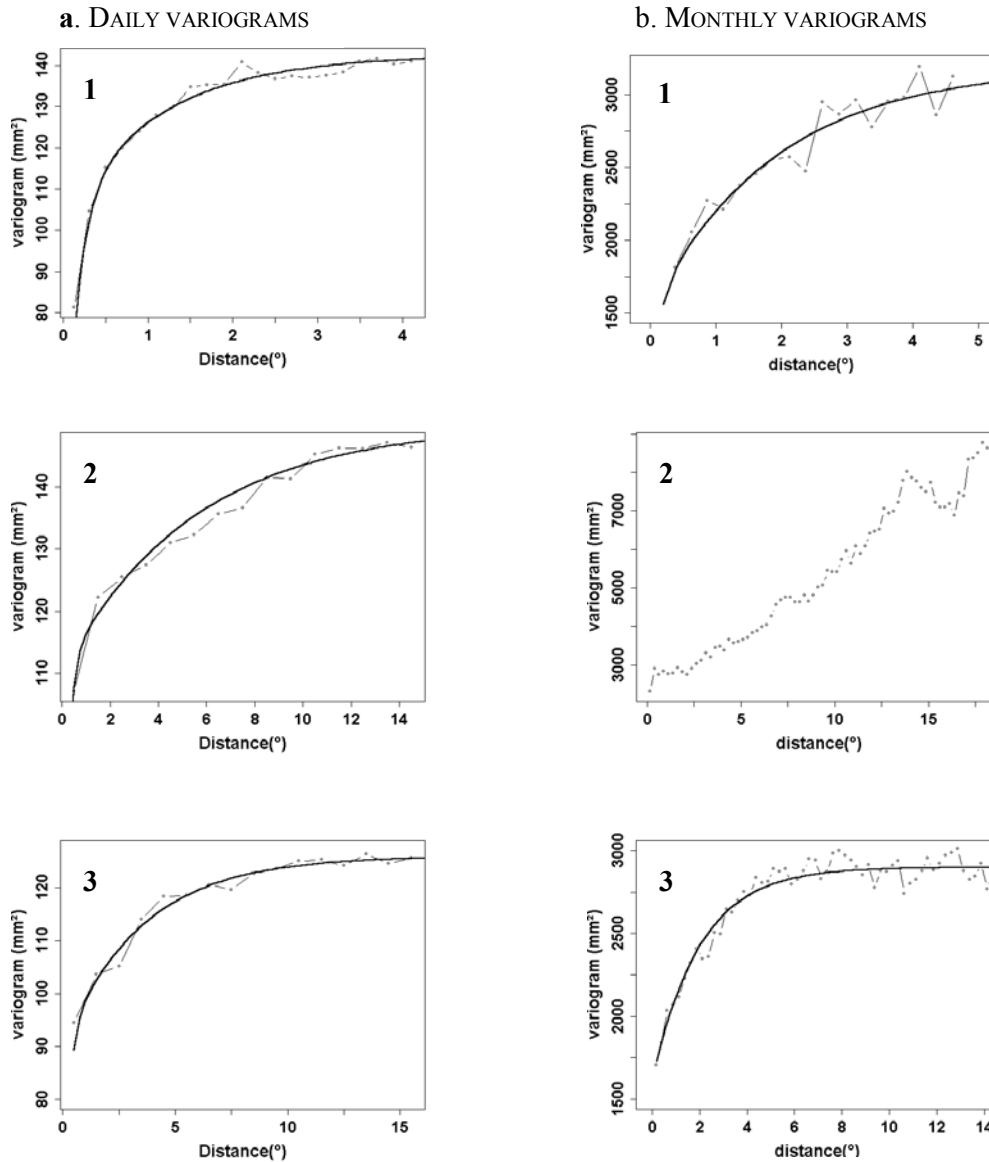 a. DAILY VARIOGRAMS
b. MONTHLY VARIOGRAMS
1
variogram (mm²)
80 90 100 110 120 130 140
0 1 2 3 4
Distance(º)
1
variogram (mm²)
1500 2000 2500 3000
0 1 2 3 4 5
distance(º)
2
variogram (mm²)
110 120 130 140
0 2 4 6 8 10 12 14
Distance(º)
2
variogram (mm²)
3000 5000 7000
0 5 10 15
distance(º)
3
variogram (mm²)
80 90 100 110 120
0 5 10 15
Distance(º)
3
variogram (mm²)
1500 2000 2500 3000
0 2 4 6 8 10 12 14
distance(º)